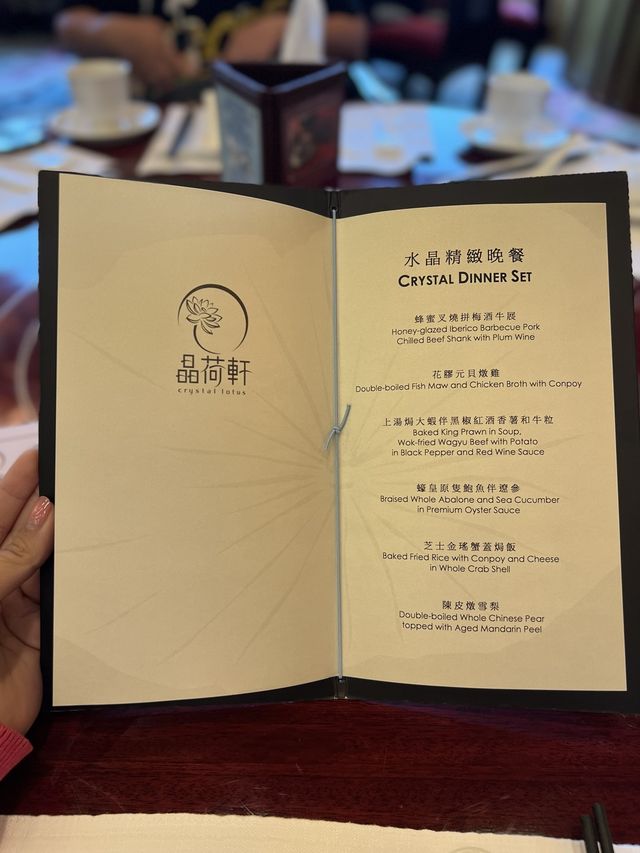 晶荷軒
crystal lotus
水晶精緻晚餐
CRYSTAL DINNER SET
蜂蜜叉燒拼梅酒牛展
Honey-glazed Iberico Barbecue Pork
Chilled Beef Shank with Plum Wine
花膠元貝燉雞
Double-boiled Fish Maw and Chicken Broth with Conpoy
上湯焗大蝦伴黑椒紅酒香薯和牛粒
Baked King Prawn in Soup,
Wok-fried Wagyu Beef with Potato
in Black Pepper and Red Wine Sauce
蠔皇原隻鮑魚伴遼參
Braised Whole Abalone and Sea Cucumber
in Premium Oyster Sauce
芝士金瑤蟹蓋焗飯
Baked Fried Rice with Conpoy and Cheese
in Whole Crab Shell
陳皮燉雪梨
Double-boiled Whole Chinese Pear
topped with Aged Mandarin Peel